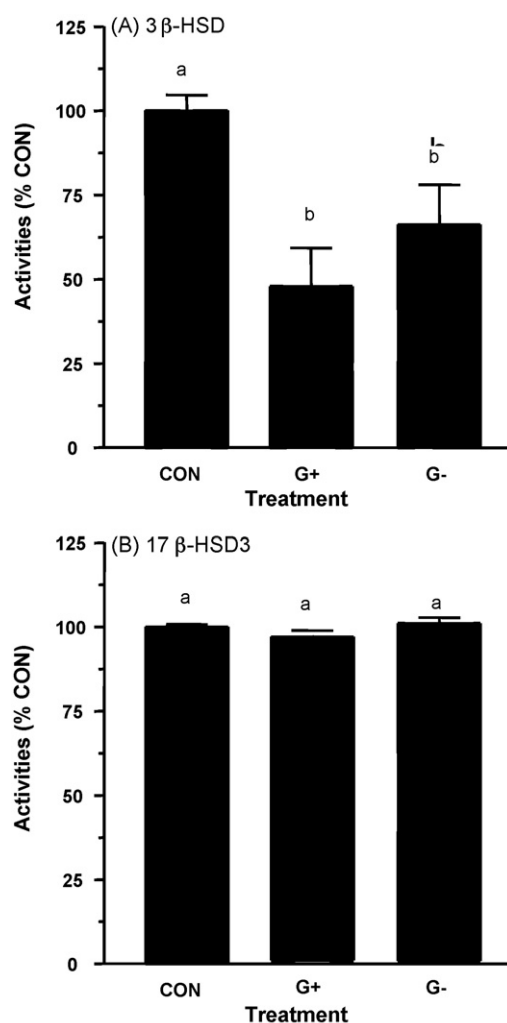 (A) 3 β-HSD
125
100
75
50
25
0
Activities (% CON)
a
b
b
CON G+ G-
Treatment
(B) 17 β-HSD3
125
100
75
50
25
0
Activities (% CON)
a
a
a
CON G+ G-
Treatment